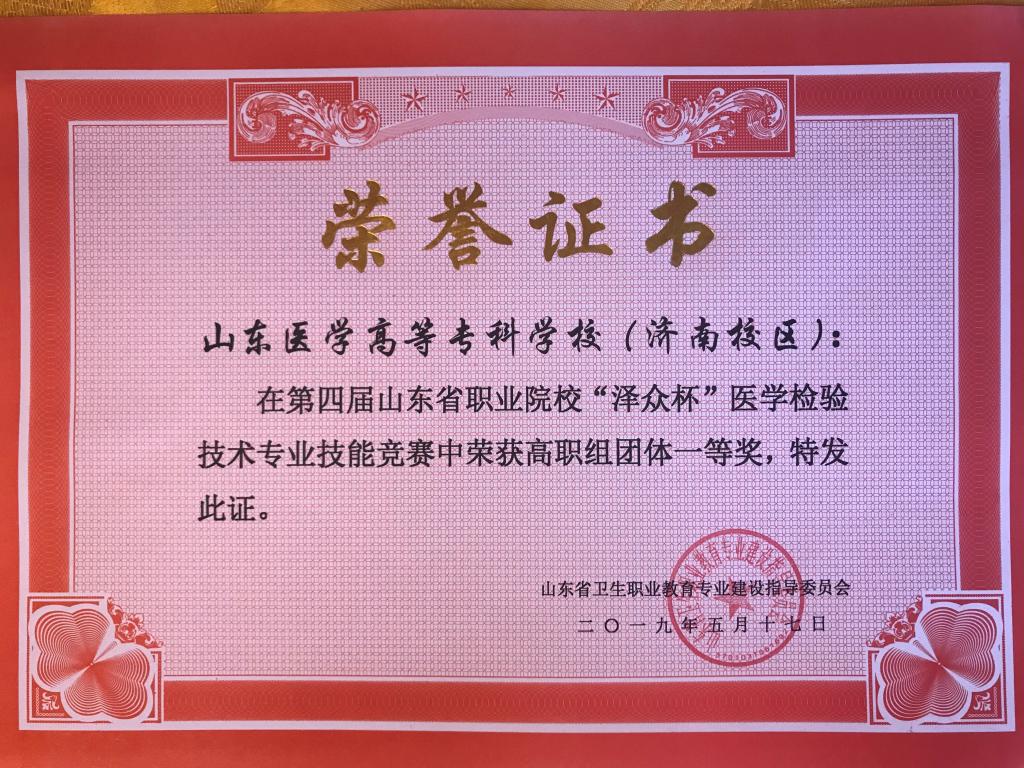 荣誉证书
山东医学高等专科学校（济南校区）：
在第四届山东省职业院校“泽众杯”医学检验
技术专业技能竞赛中荣获高职组团体一等奖，特发
此证。
山东省卫生职业教育专业建设指导委员会
二〇一九年五月十七日